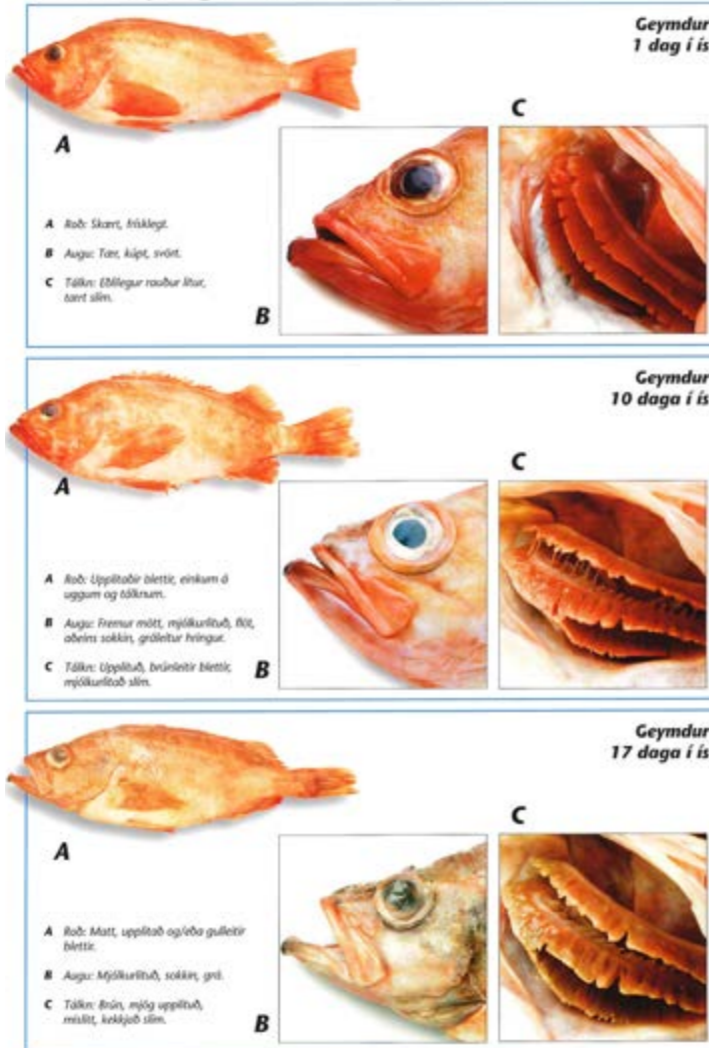 Geymdur
1 dag í ís
C
A
A Roð: Skært, frísklegt.
B Augu: Tær, kúpt, svört.
C Tálkn: Eðlilegur rauður litur,
tært slím.
B
Geymdur
10 daga í ís
C
A
A Roð: Upplitaðir blettir, einkum á
uggum og tálknum.
B Augu: Fremur mött, mjólkurlituð, flöt,
aðeins sokkin, gráleitur hringur.
C Tálkn: Upplituð, brúnleitir blettir,
mjólkurlitað slím.
B
Geymdur
17 daga í ís
C
A
A Roð: Matt, upplitað og/eða gulleitir
blettir.
B Augu: Mjólkurlituð, sokkin, grá.
C Tálkn: Brún, mjög upplituð,
mislitt, kekkjað slím.
B